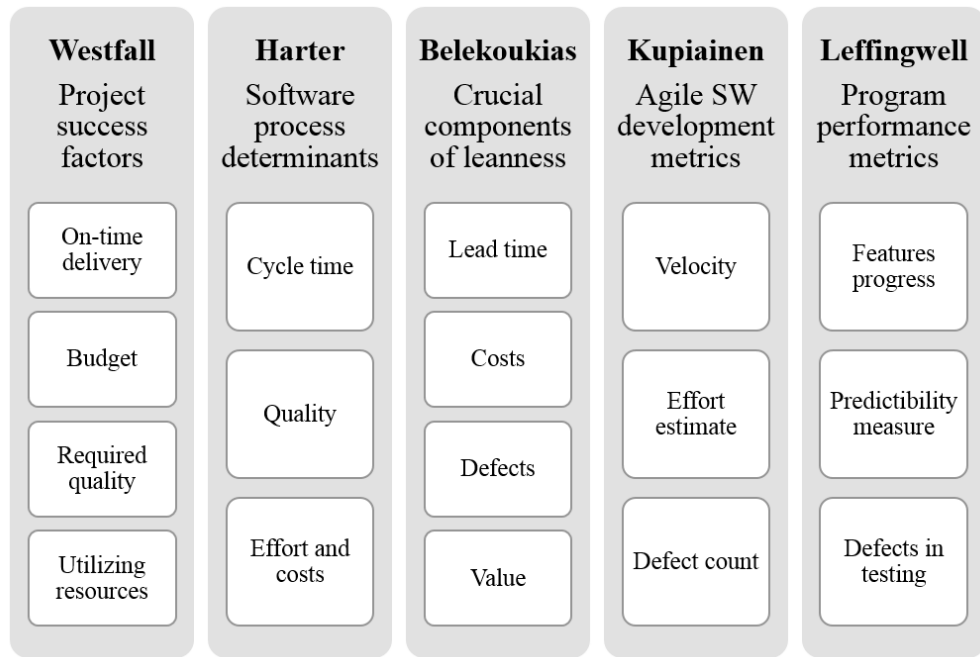 Westfall
Project
success
factors
On-time
delivery
Budget
Required
quality
Utilizing
resources
Harter
Software
process
determinants
Cycle time
Quality
Effort and
costs
Belekoukias
Crucial
components
of leanness
Lead time
Costs
Defects
Value
Kupiainen
Agile SW
development
metrics
Velocity
Effort
estimate
Defect count
Leffingwell
Program
performance
metrics
Features
progress
Predictibility
measure
Defects in
testing